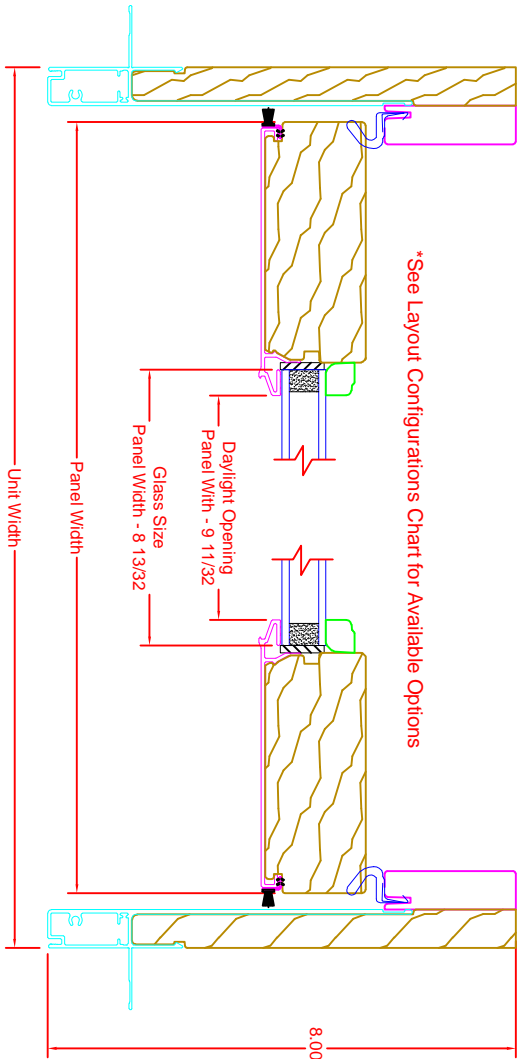 *See Layout Configurations Chart for Available Options
Daylight Opening
Panel With - 9 11/32
Glass Size
Panel Width - 8 13/32
Panel Width
Unit Width
8.00